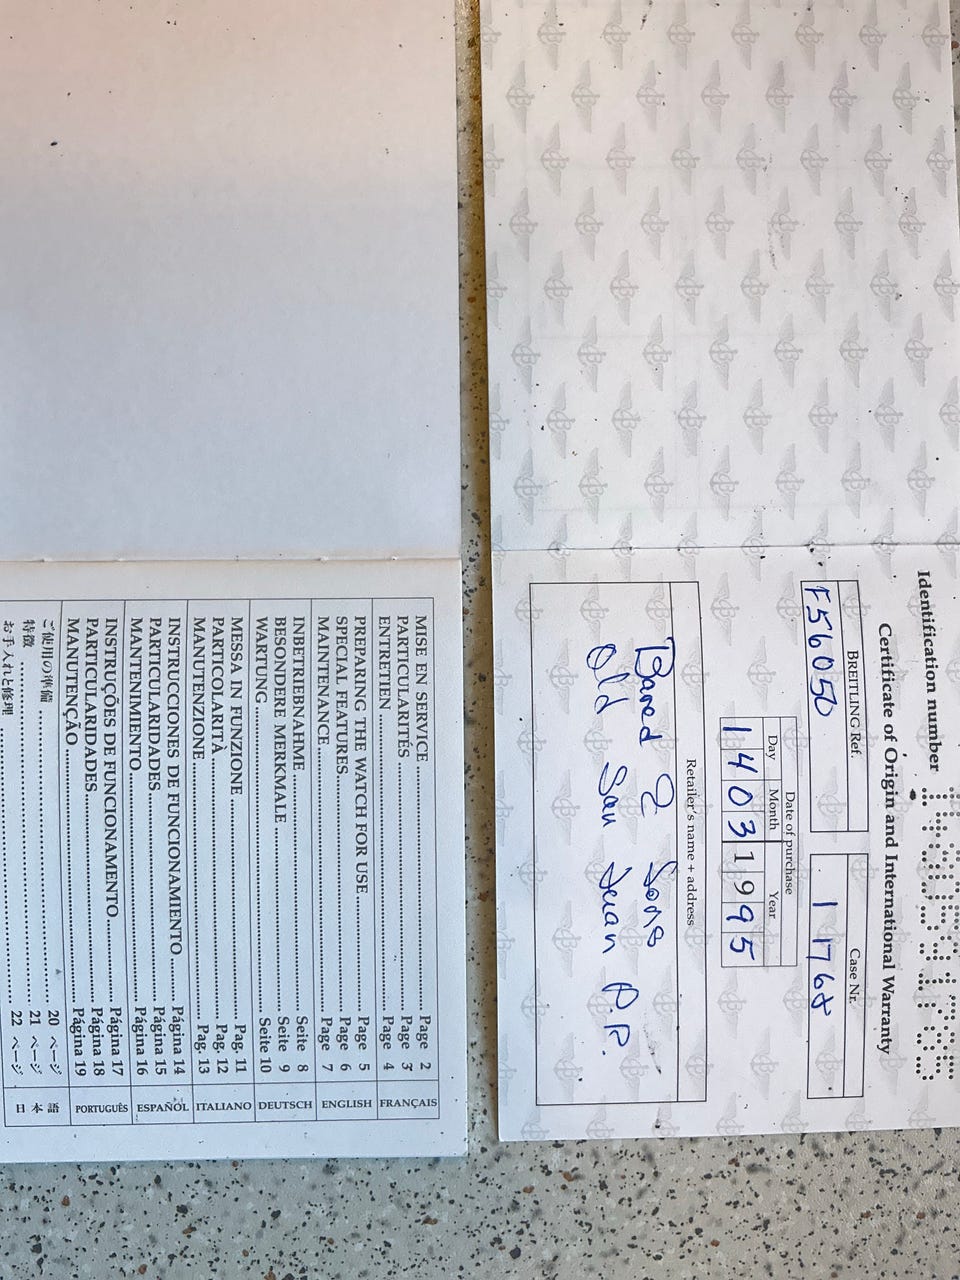 Identification number
Certificate of Origin and International Warranty
BREITLING Ref.
F56050
Case Nr.
11768
Date of purchase
Day Month Year
14 03 1995
Retailer's name + address
Bared & Sons
Old San Juan P.R.
MISE EN SERVICE Page 2
PARTICULARITÉS Page 3
ENTRETIEN Page 4
FRANÇAIS
PREPARING THE WATCH FOR USE Page 5
SPECIAL FEATURES Page 6
MAINTENANCE Page 7
ENGLISH
INBETRIEBNAHME Seite 8
BESONDERE MERKMALE Seite 9
WARTUNG Seite 10
DEUTSCH
MESSA IN FUNZIONE Pag. 11
PARTICOLARITÀ Pag. 12
MANUTENZIONE Pag. 13
ITALIANO
INSTRUCCIONES DE FUNCIONAMIENTO Página 14
PARTICULARIDADES Página 15
MANTENIMIENTO Página 16
ESPAÑOL
INSTRUÇÕES DE FUNCIONAMENTO Página 17
PARTICULARIDADES Página 18
MANUTENÇÃO Página 19
PORTUGUÊS
ご使用の準備 20 ページ
特徴 21 ページ
お手入れと修理 22 ページ
日本語